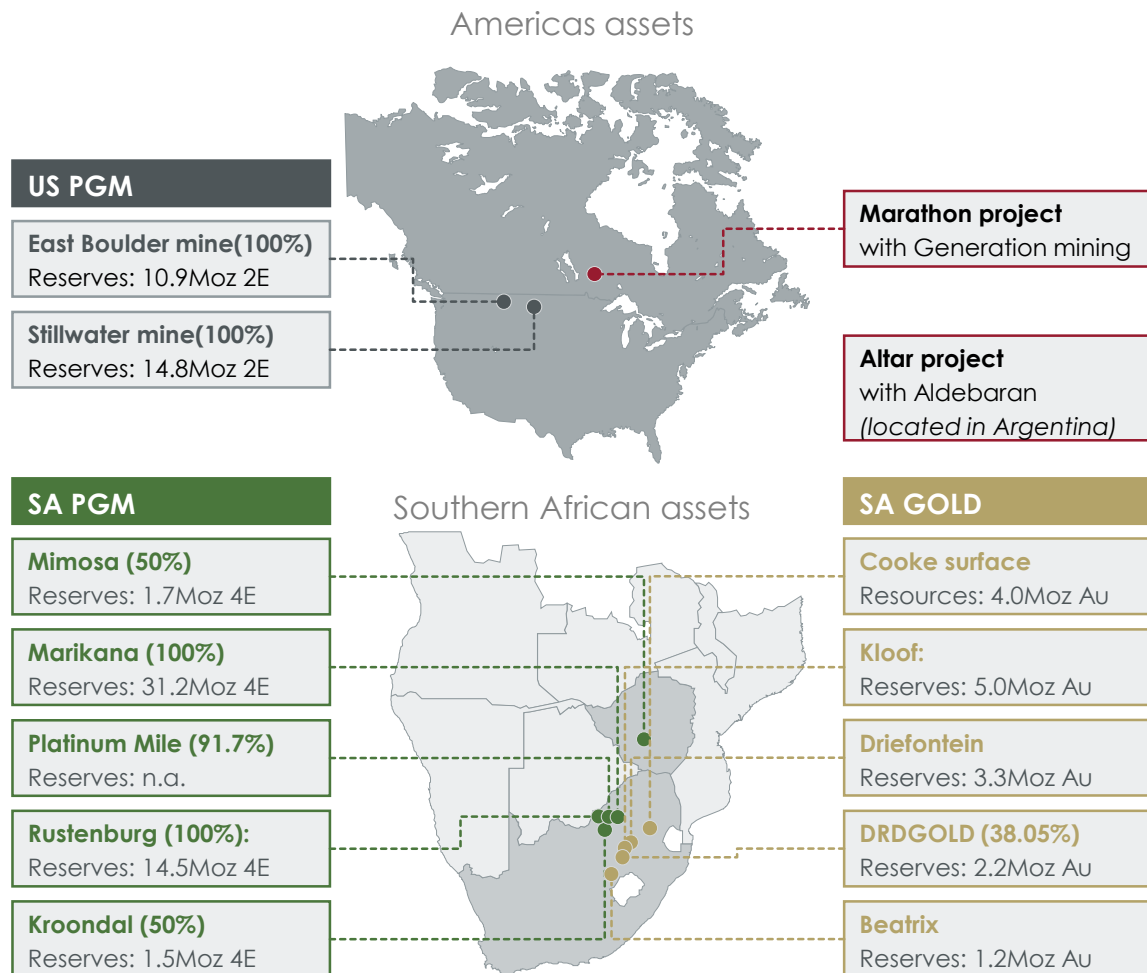 Americas assets
US PGM
East Boulder mine(100%)
Reserves: 10.9Moz 2E
Stillwater mine(100%)
Reserves: 14.8Moz 2E
Marathon project
with Generation mining
Altar project
with Aldebaran
(located in Argentina)
Southern African assets
SA PGM
Mimosa (50%)
Reserves: 1.7Moz 4E
Marikana (100%)
Reserves: 31.2Moz 4E
Platinum Mile (91.7%)
Reserves: n.a.
Rustenburg (100%):
Reserves: 14.5Moz 4E
Kroondal (50%)
Reserves: 1.5Moz 4E
SA GOLD
Cooke surface
Resources: 4.0Moz Au
Kloof:
Reserves: 5.0Moz Au
Driefontein
Reserves: 3.3Moz Au
DRDGOLD (38.05%)
Reserves: 2.2Moz Au
Beatrix
Reserves: 1.2Moz Au